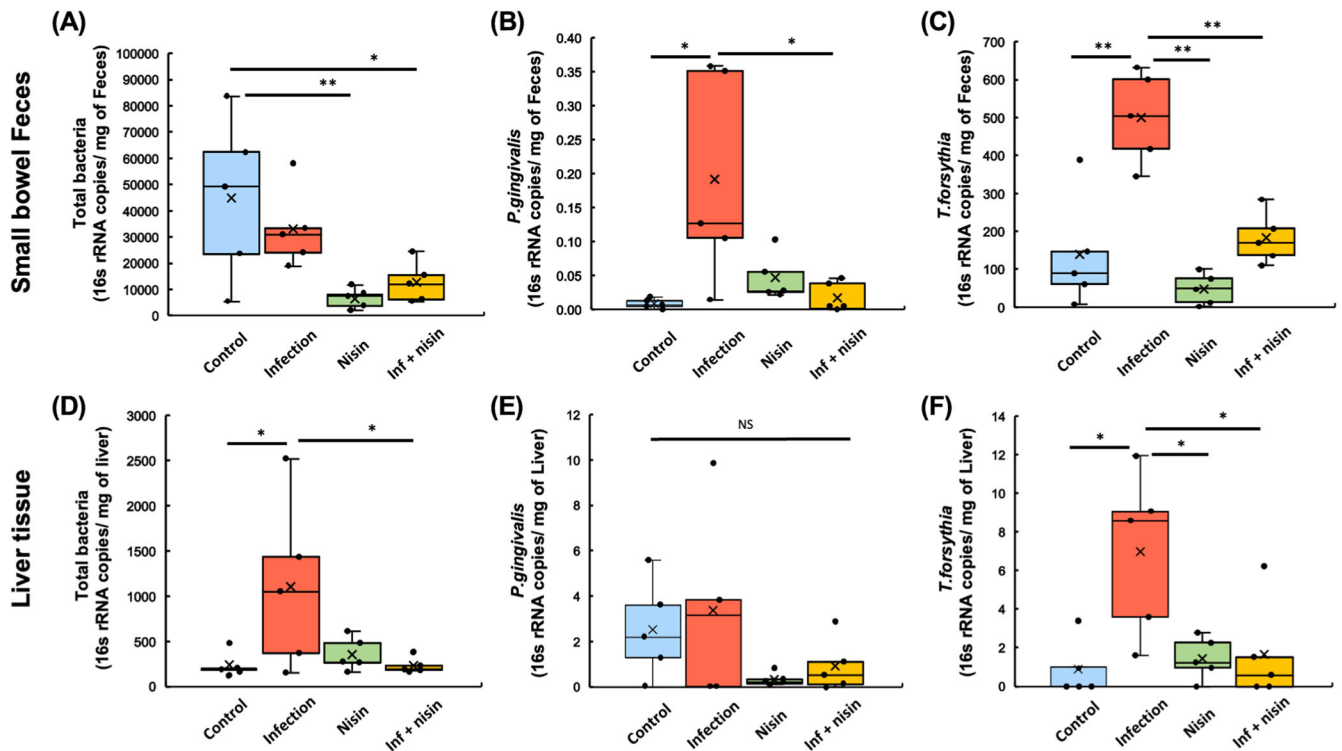 Small bowel Feces
(A)
Total bacteria
(16s rRNA copies/ mg of Feces)
100000
90000
80000
70000
60000
50000
40000
30000
20000
10000
0
*
**
Control
Infection
Nisin
Inf + nisin
(B)
P.gingivalis
(16s rRNA copies/ mg of Feces)
0.40
0.35
0.30
0.25
0.20
0.15
0.10
0.05
0.00
*
*
Control
Infection
Nisin
Inf + nisin
(C)
T.forsythia
(16s rRNA copies/ mg of Feces)
700
600
500
400
300
200
100
0
**
**
**
Control
Infection
Nisin
Inf + nisin
Liver tissue
(D)
Total bacteria
(16s rRNA copies/ mg of liver)
3000
2500
2000
1500
1000
500
0
*
*
Control
Infection
Nisin
Inf + nisin
(E)
P.gingivalis
(16s rRNA copies/ mg of Liver)
12
10
8
6
4
2
0
NS
Control
Infection
Nisin
Inf + nisin
(F)
T.forsythia
(16s rRNA copies/ mg of Liver)
14
12
10
8
6
4
2
0
*
*
*
Control
Infection
Nisin
Inf + nisin